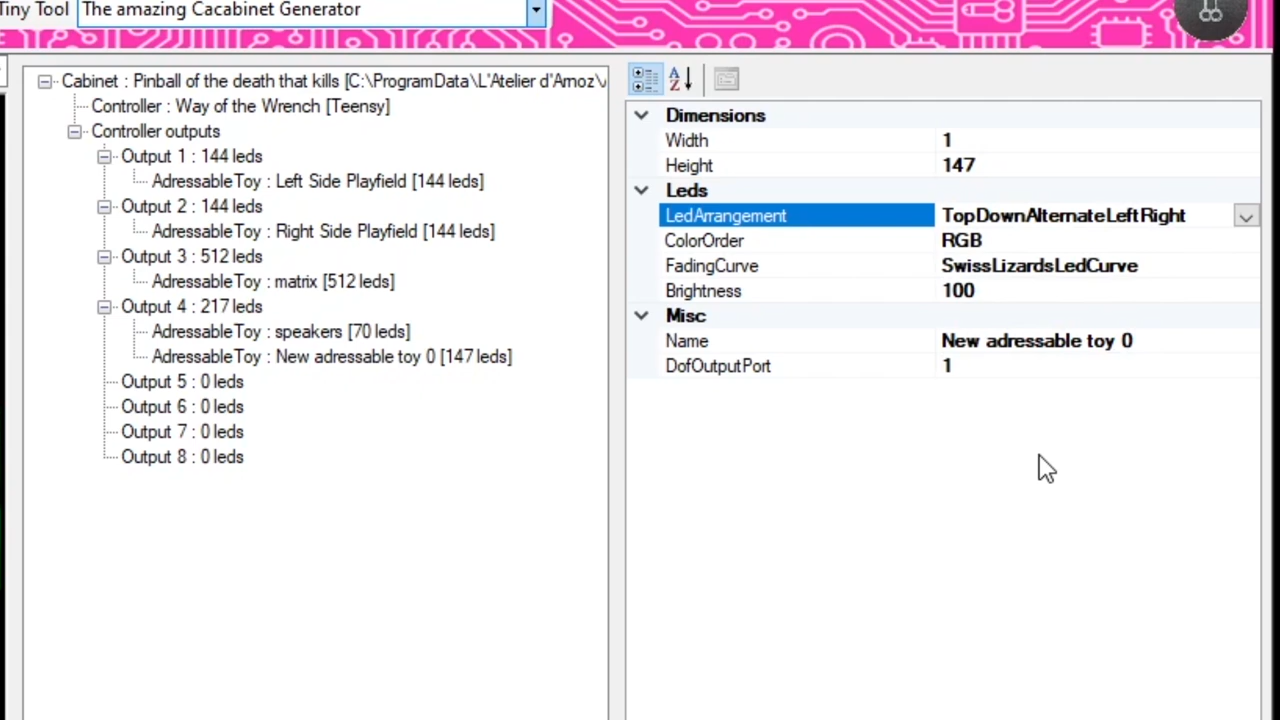 Tiny Tool The amazing Cacabinet Generator
Cabinet : Pinball of the death that kills [C:\ProgramData\L'Atelier d'Arnoz\
Controller : Way of the Wrench [Teensy]
Controller outputs
Output 1 : 144 leds
AdressableToy : Left Side Playfield [144 leds]
Output 2 : 144 leds
AdressableToy : Right Side Playfield [144 leds]
Output 3 : 512 leds
AdressableToy : matrix [512 leds]
Output 4 : 217 leds
AdressableToy : speakers [70 leds]
AdressableToy : New adressable toy 0 [147 leds]
Output 5 : 0 leds
Output 6 : 0 leds
Output 7 : 0 leds
Output 8 : 0 leds
A
Z
Dimensions
Width 1
Height 147
Leds
LedArrangement TopDownAlternateLeftRight
ColorOrder RGB
FadingCurve SwissLizardsLedCurve
Brightness 100
Misc
Name New adressable toy 0
DofOutputPort 1